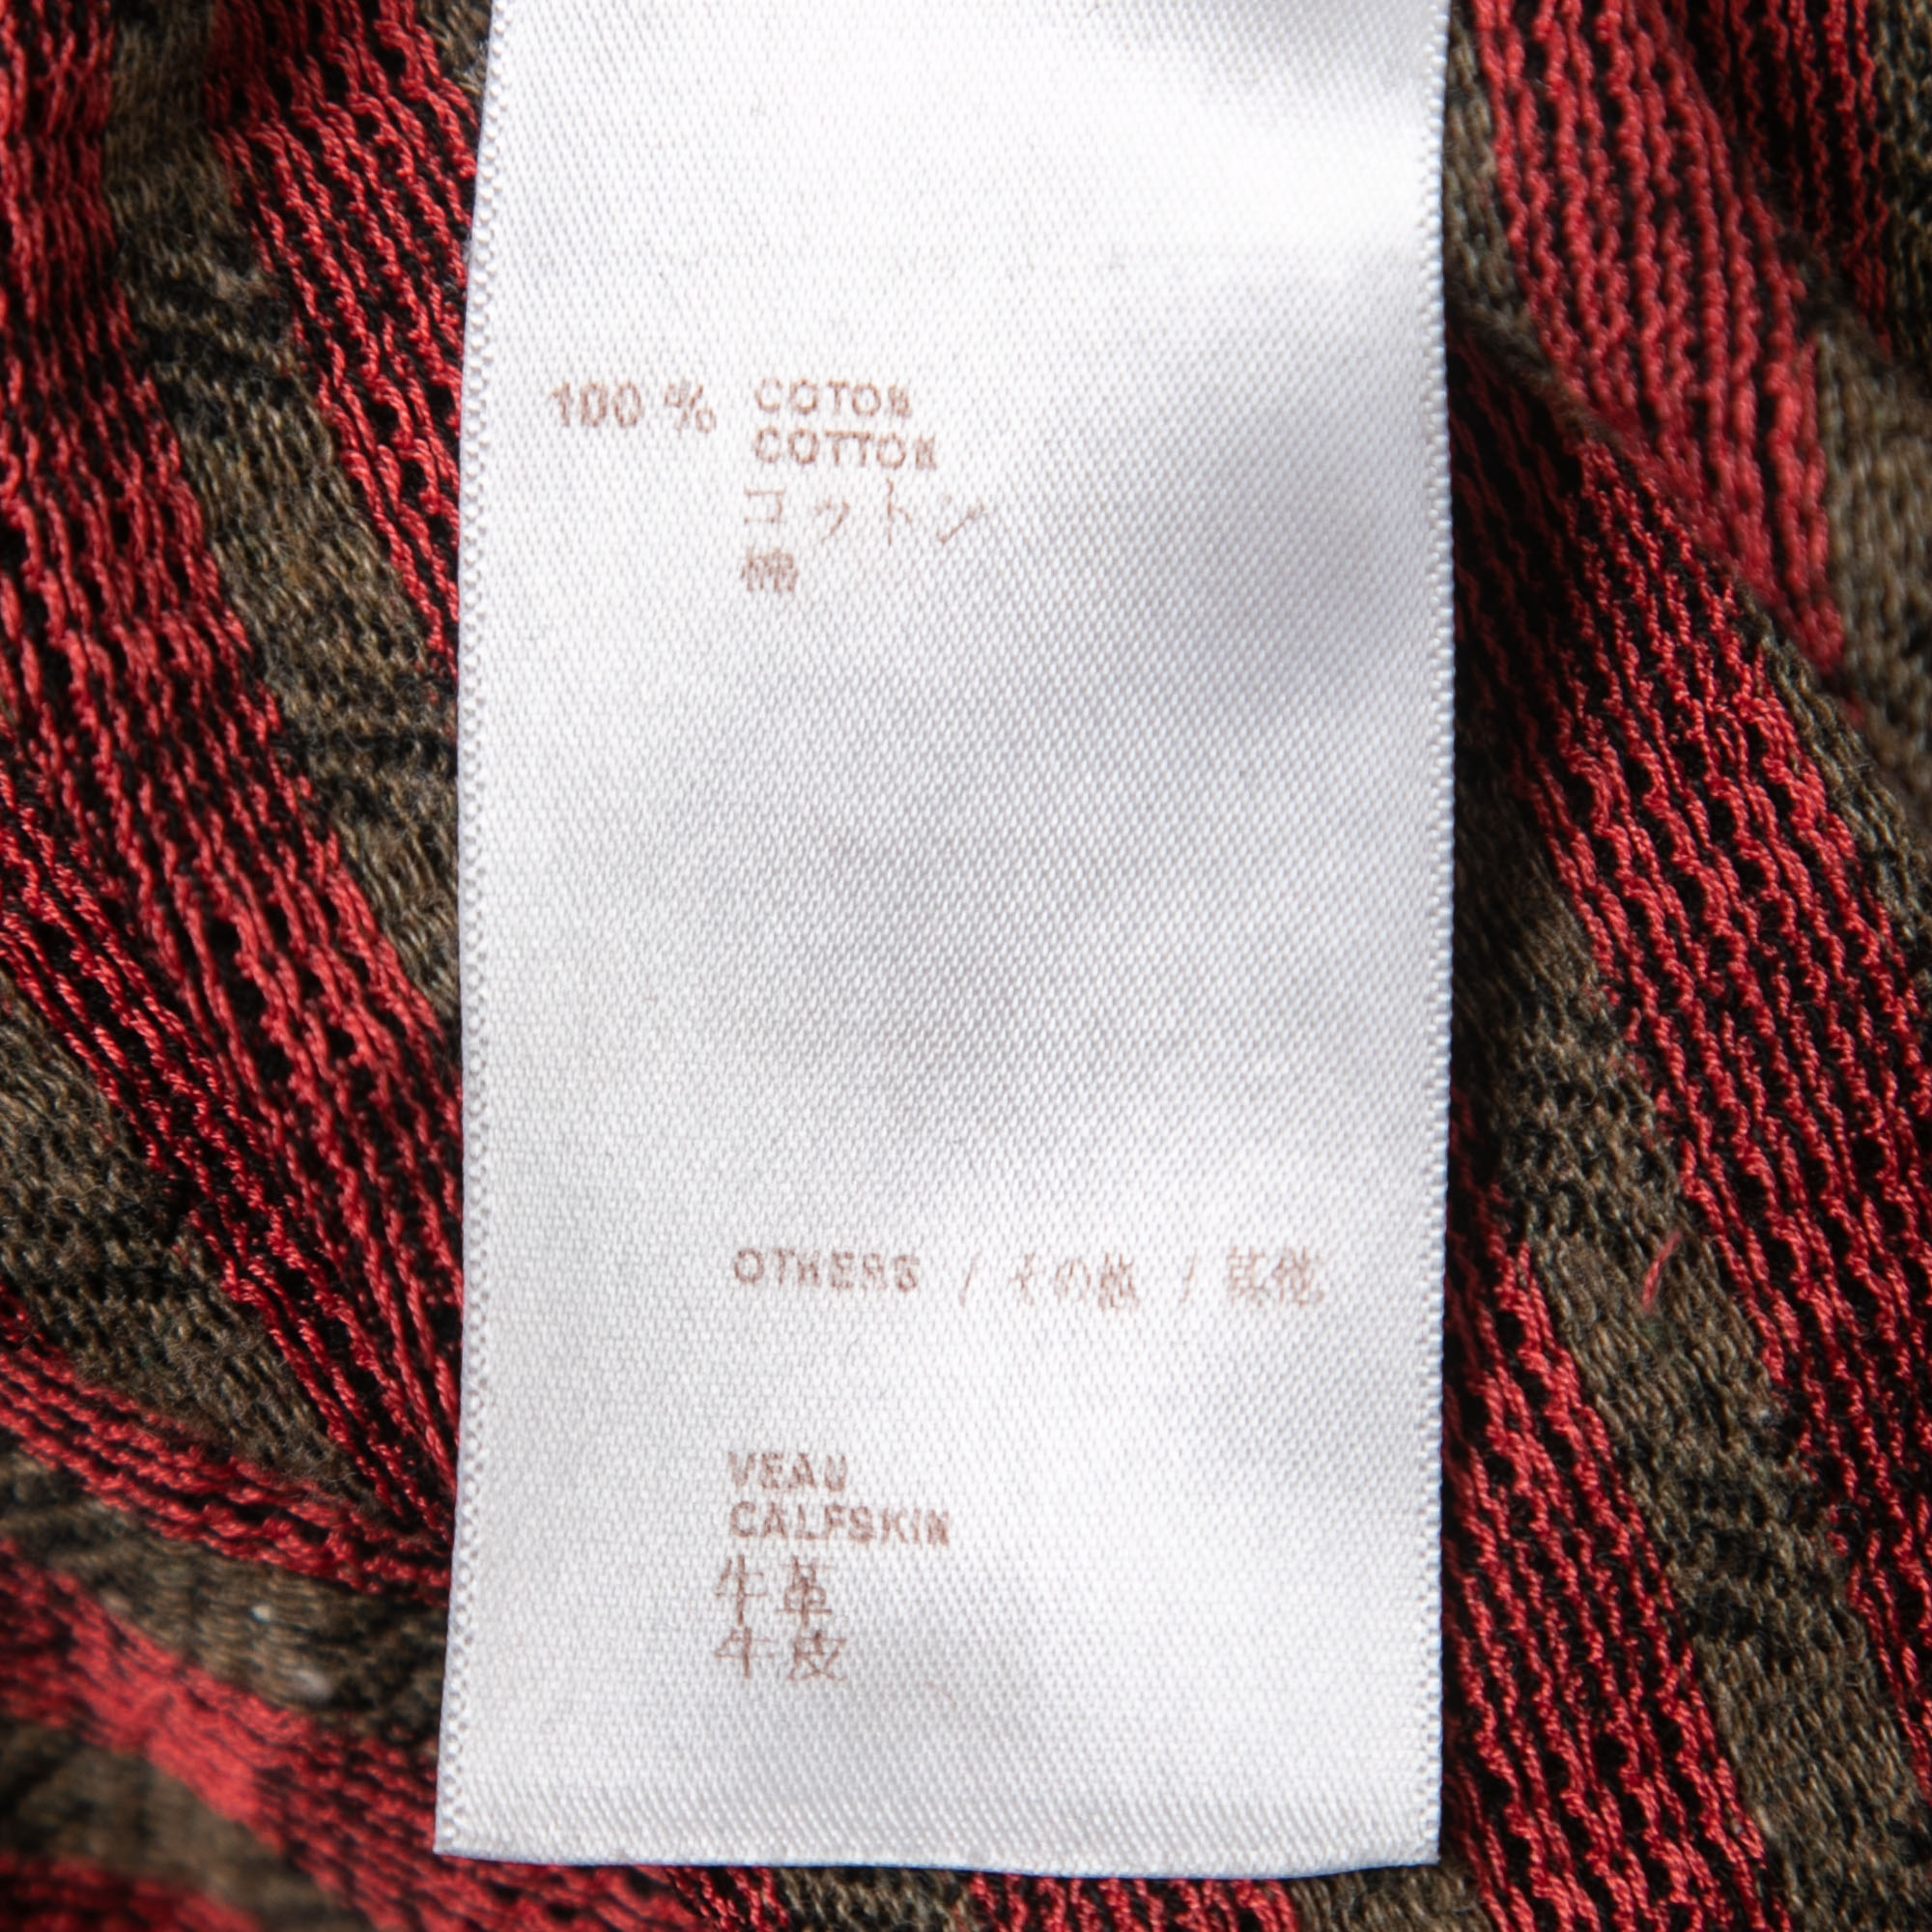 100 % COTON
COTTON
コットン
棉
OTHERS / その他 / 其他
VEAU
CALFSKIN
牛革
牛皮